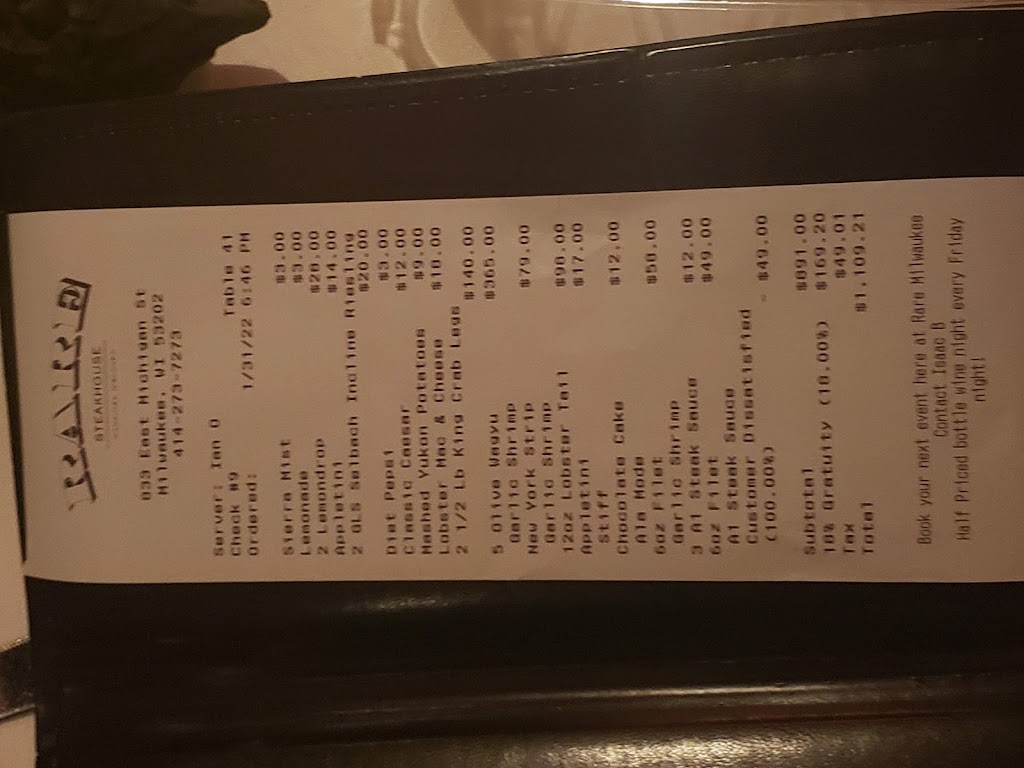 RARE
STEAKHOUSE
833 East Michigan St
Milwaukee, WI 53202
414-273-7273
Server: Ian O
Check #9 Table 41
Ordered: 1/31/22 6:46 PM
Sierra Mist $3.00
Lemonade $3.00
2 Lemondrop $28.00
Appletini $14.00
2 GLS Selbach Incline Riesling $20.00
Diet Pepsi $3.00
Classic Caesar $12.00
Mashed Yukon Potatoes $9.00
Lobster Mac & Cheese $18.00
2 1/2 Lb King Crab Legs $140.00
5 Olive Wagyu $365.00
Garlic Shrimp
New York Strip $79.00
Garlic Shrimp
12oz Lobster Tail $98.00
Appletini $17.00
Stiff
Chocolate Cake $12.00
Ala Mode
6oz Filet $58.00
Garlic Shrimp
3 A1 Steak Sauce $12.00
6oz Filet $49.00
A1 Steak Sauce
Customer Dissatisfied - $49.00
(100.00%)
Subtotal $891.00
18% Gratuity (18.00%) $169.20
Tax $49.01
Total $1,109.21
Book your next event here at Rare Milwaukee
Contact Isaac B
Half Priced bottle wine night every Friday
night!